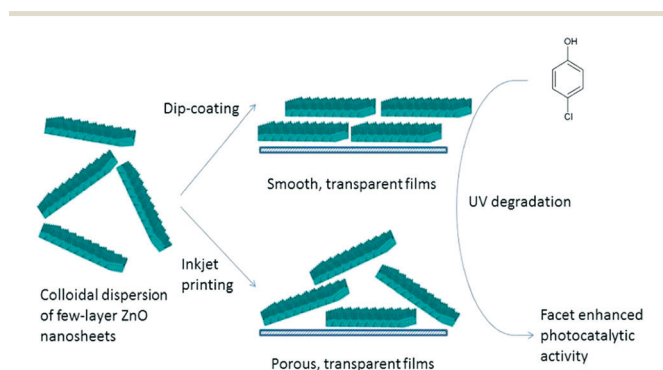 OH
Cl
Dip-coating
Smooth, transparent films
UV degradation
Colloidal dispersion
of few-layer ZnO
nanosheets
Inkjet
printing
Porous, transparent films
Facet enhanced
photocatalytic
activity